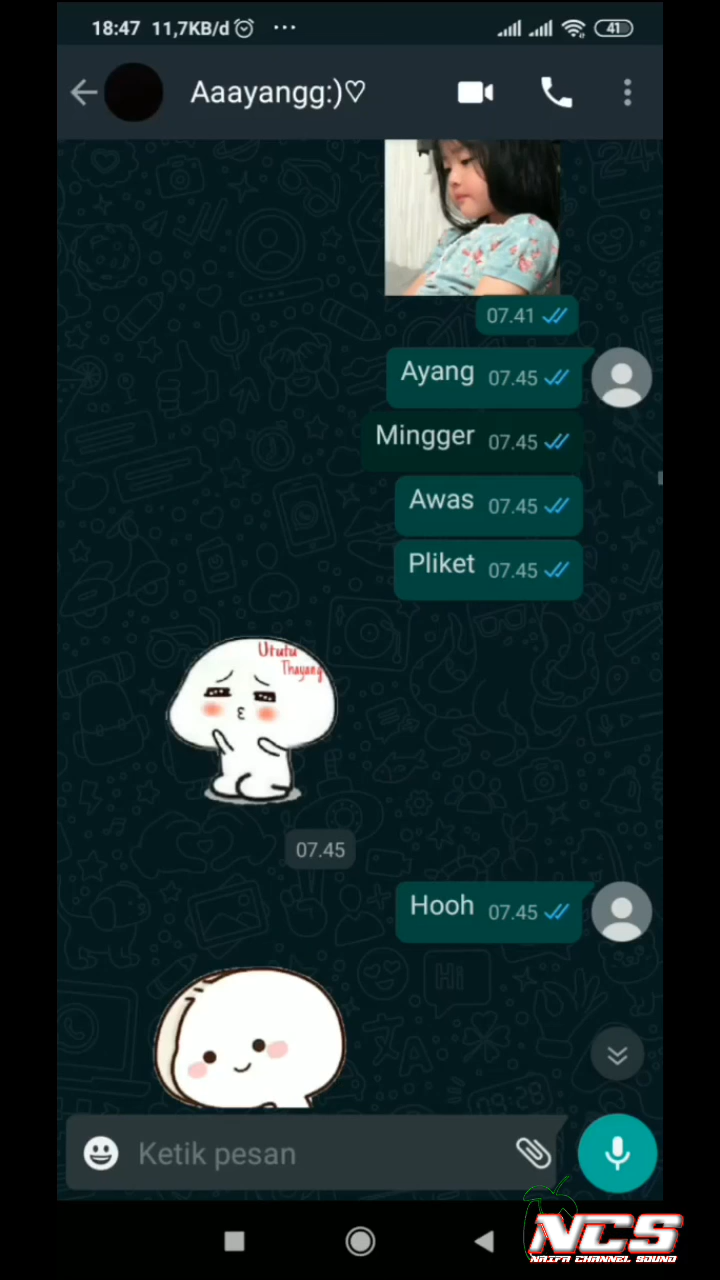 18:47 11,7KB/d ...
41
Aaayangg:)♡
07.41
Ayang 07.45
Mingger 07.45
Awas 07.45
Pliket 07.45
Ututu
Thayang
07.45
Hooh 07.45
Ketik pesan
NCS
NAIFA CHANNEL SOUND